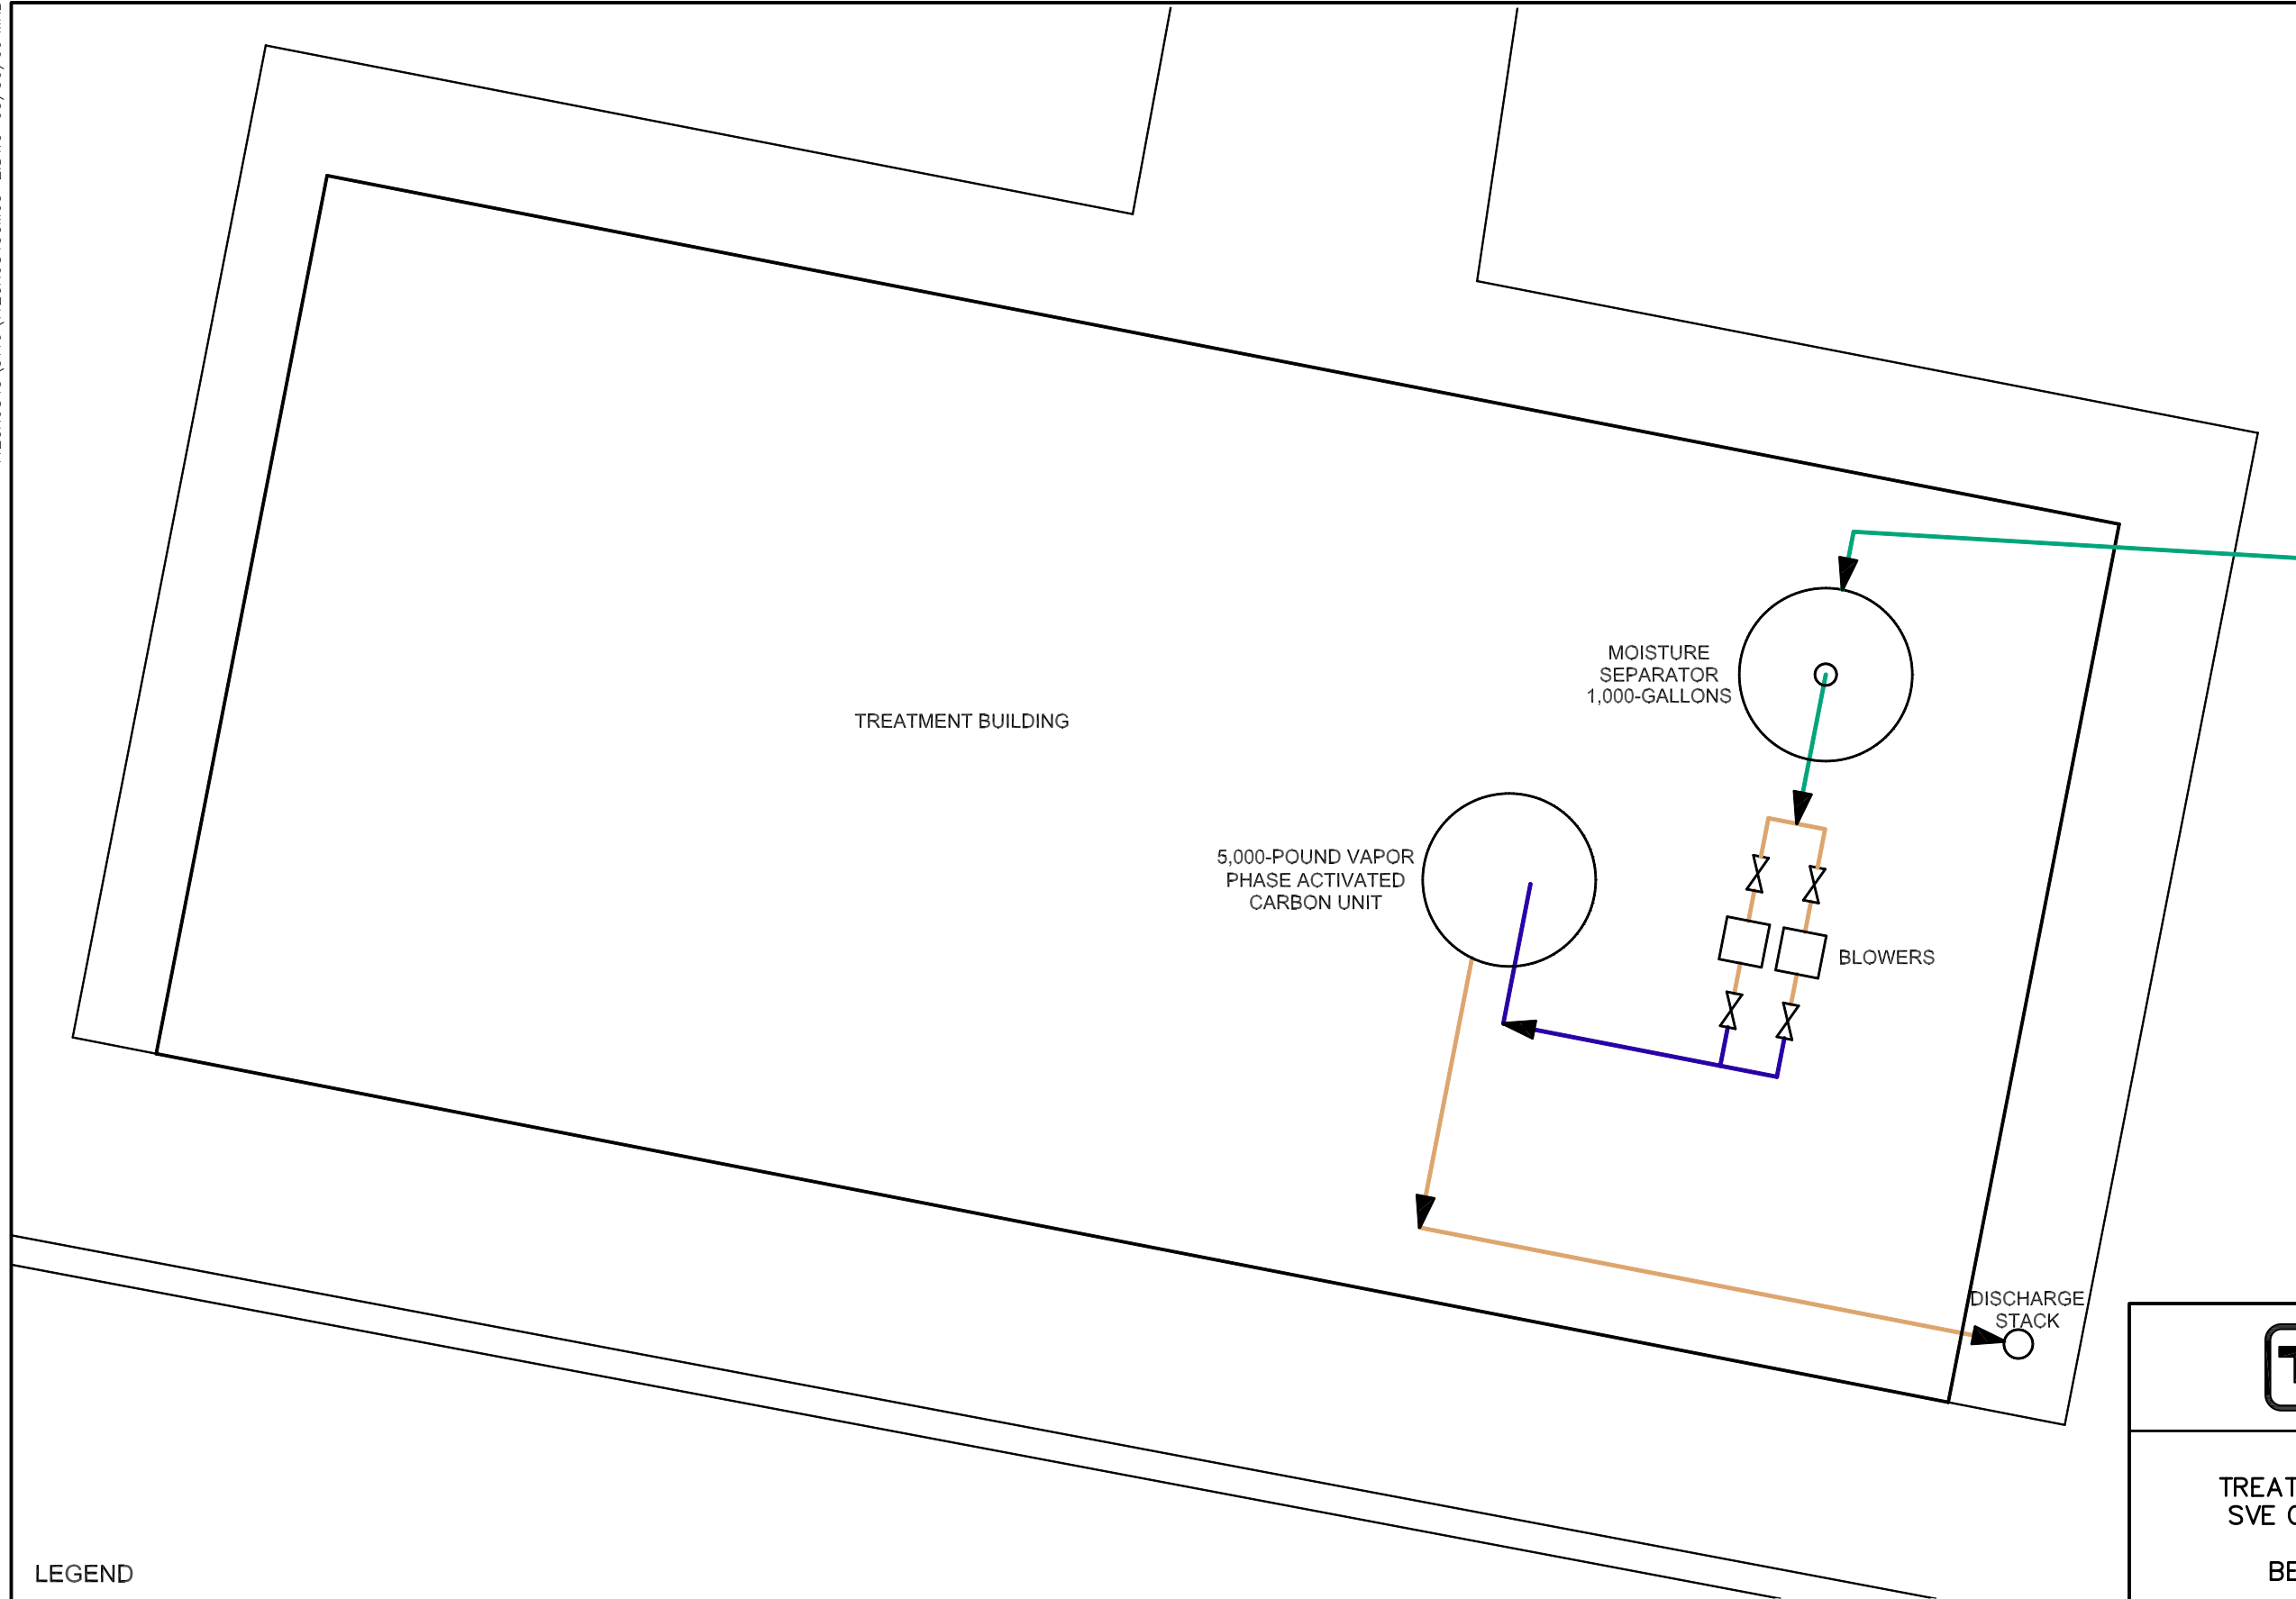 MOISTURE
SEPARATOR
1,000-GALLONS
TREATMENT BUILDING
5,000-POUND VAPOR
PHASE ACTIVATED
CARBON UNIT
BLOWERS
DISCHARGE
STACK
SVE
LEGEND